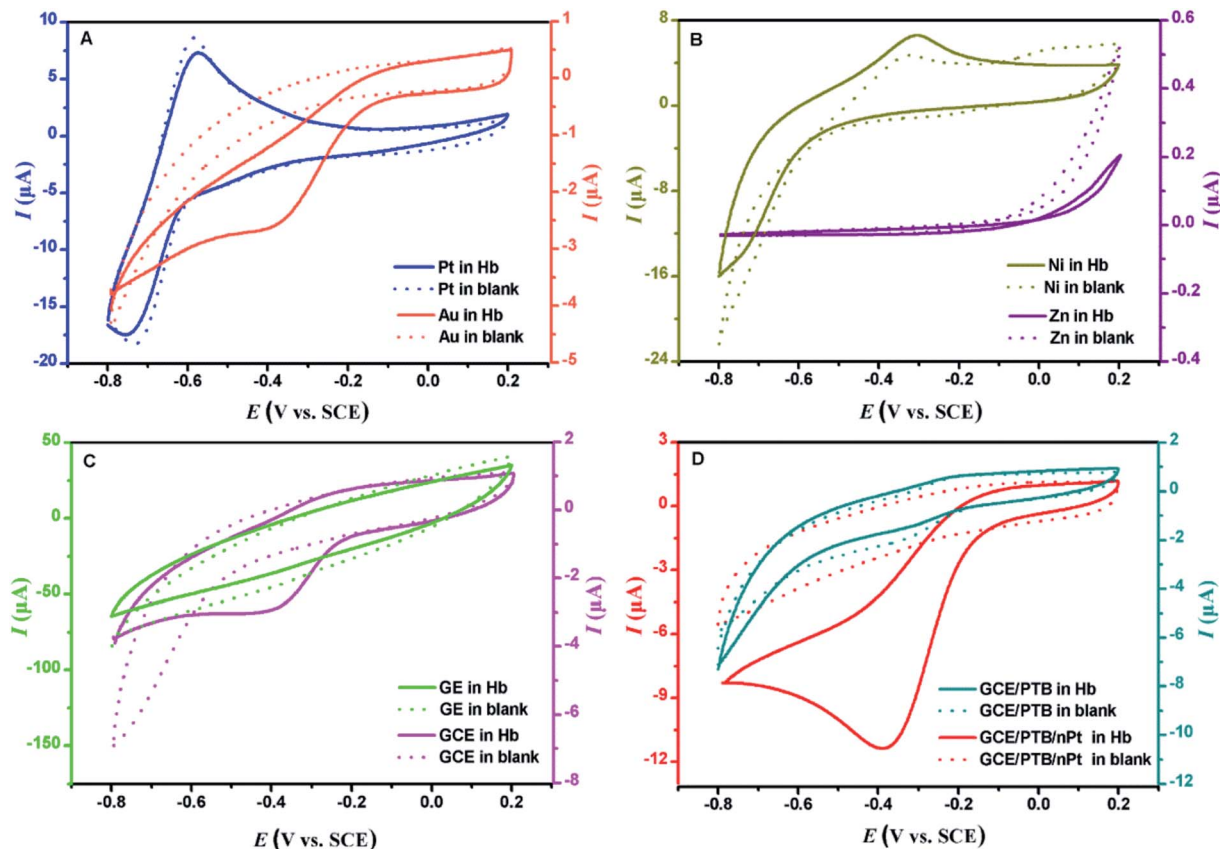 A
10
5
0
-5
-10
-15
-20
I (μA)
1
0
-1
-2
-3
-4
-5
I (μA)
Pt in Hb
Pt in blank
Au in Hb
Au in blank
-0.8 -0.6 -0.4 -0.2 0.0 0.2
E (V vs. SCE)
B
8
0
-8
-16
-24
I (μA)
0.6
0.4
0.2
0.0
-0.2
-0.4
I (μA)
Ni in Hb
Ni in blank
Zn in Hb
Zn in blank
-0.8 -0.6 -0.4 -0.2 0.0 0.2
E (V vs. SCE)
C
50
25
0
-25
-50
-75
-100
-150
I (μA)
2
0
-2
-3
-4
-6
-8
I (μA)
GE in Hb
GE in blank
GCE in Hb
GCE in blank
-0.8 -0.6 -0.4 -0.2 0.0 0.2
E (V vs. SCE)
D
3
0
-3
-6
-9
-12
I (μA)
2
0
-2
-4
-6
-8
-10
-12
I (μA)
GCE/PTB in Hb
GCE/PTB in blank
GCE/PTB/nPt in Hb
GCE/PTB/nPt in blank
-0.8 -0.6 -0.4 -0.2 0.0 0.2
E (V vs. SCE)